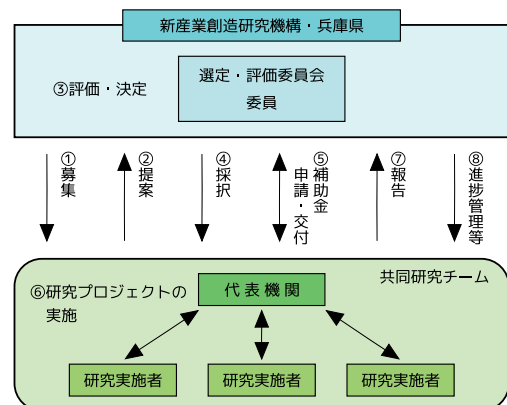 新産業創造研究機構・兵庫県
③評価・決定
選定・評価委員会
委員
①募集
②提案
④採択
⑤補助金
申請・交付
⑦報告
⑧進捗管理等
共同研究チーム
⑥研究プロジェクトの
実施
代表機関
研究実施者
研究実施者
研究実施者